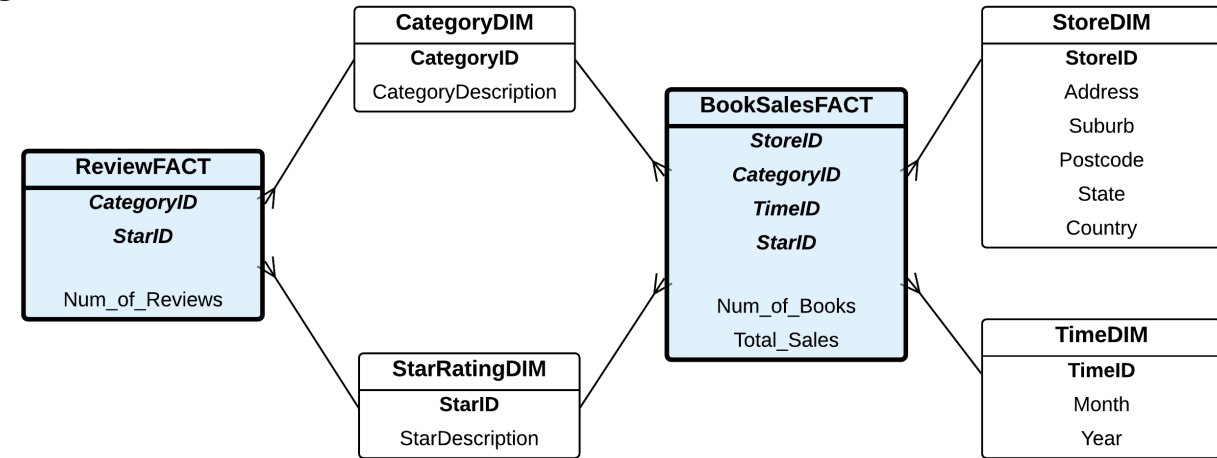 CategoryDIM
CategoryID
CategoryDescription
StoreDIM
StoreID
Address
Suburb
Postcode
State
Country
BookSalesFACT
StoreID
CategoryID
TimeID
StarID
Num_of_Books
Total_Sales
ReviewFACT
CategoryID
StarID
Num_of_Reviews
StarRatingDIM
StarID
StarDescription
TimeDIM
TimeID
Month
Year